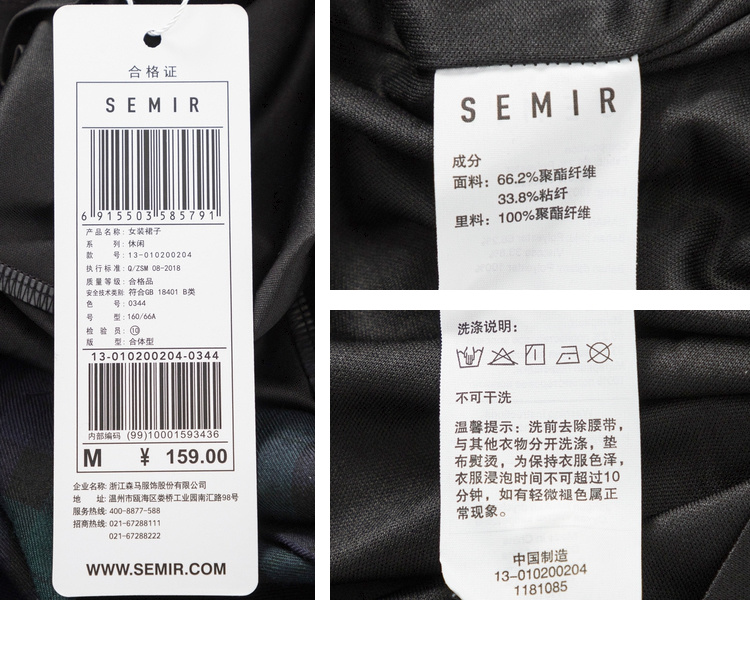 合格证
SEMIR
6 915503 585791
产品名称: 女装裙子
系 列: 休闲
款 号: 13-010200204
执行标准: Q/ZSM 08-2018
质量等级: 合格品
安全技术类别: 符合GB 18401 B类
色 号: 0344
号 型: 160/66A
检 验 员: ⑩
版 型: 合体型
13-010200204-0344
内部编码 (99)10001593436
M ¥ 159.00
企业名称: 浙江森马服饰股份有限公司
地 址: 温州市瓯海区娄桥工业园南汇路98号
服务热线: 400-8877-588
招商热线: 021-67288111
021-67288222
WWW.SEMIR.COM
SEMIR
成分
面料: 66.2%聚酯纤维
33.8%粘纤
里料: 100%聚酯纤维
洗涤说明:
不可干洗
温馨提示: 洗前去除腰带,
与其他衣物分开洗涤, 垫
布熨烫, 为保持衣服色泽,
衣服浸泡时间不可超过10
分钟, 如有轻微褪色属正
常现象。
中国制造
13-010200204
1181085